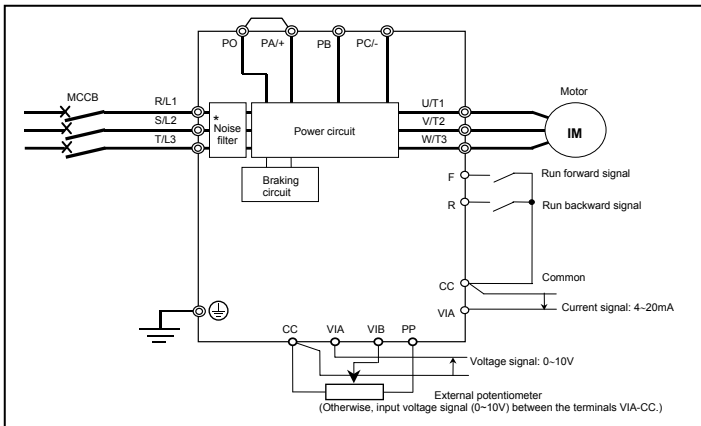 PO PA/+ PB PC/-
MCCB
Motor
R/L1
U/T1
S/L2
*
Noise
filter
Power circuit
V/T2
IM
T/L3
W/T3
Braking
circuit
F
Run forward signal
R
Run backward signal
CC
Common
VIA
Current signal: 4~20mA
CC VIA VIB PP
Voltage signal: 0~10V
External potentiometer
(Otherwise, input voltage signal (0~10V) between the terminals VIA-CC.)